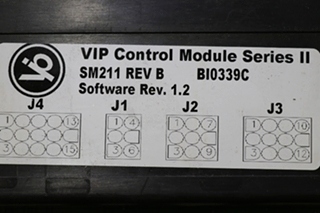 VIP
VIP Control Module Series II
SM211 REV B BI0339C
Software Rev. 1.2
J4 J1 J2 J3
1 13 1 4 1 7 1 10
3 15 3 6 3 9 3 12